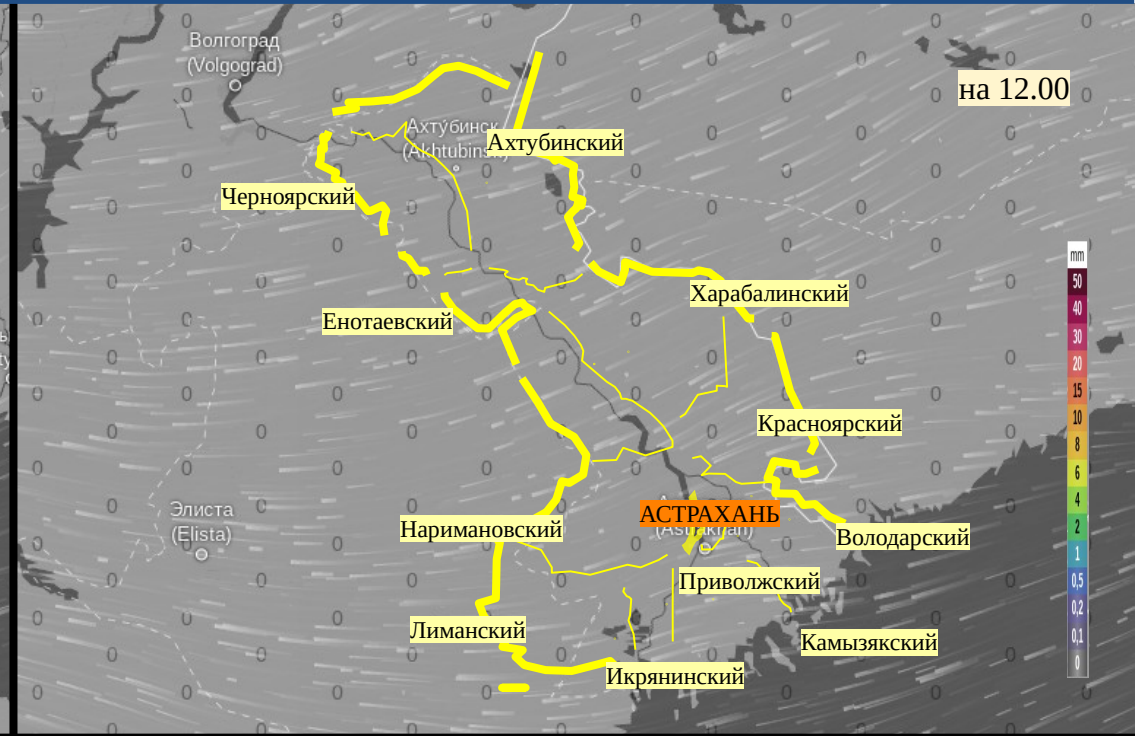 Волгоград
(Volgograd)
на 12.00
Ахту́бинск
(Akhtubinsk)
Ахтубинский
Черноярский
Харабалинский
Енотаевский
Красноярский
Элиста
(Elista)
АСТРАХАНЬ
(Astrakhan)
Наримановский
Володарский
Приволжский
Лиманский
Камызякский
Икрянинский
mm
50
40
30
20
15
10
8
6
4
2
1
0,5
0,2
0,1
0